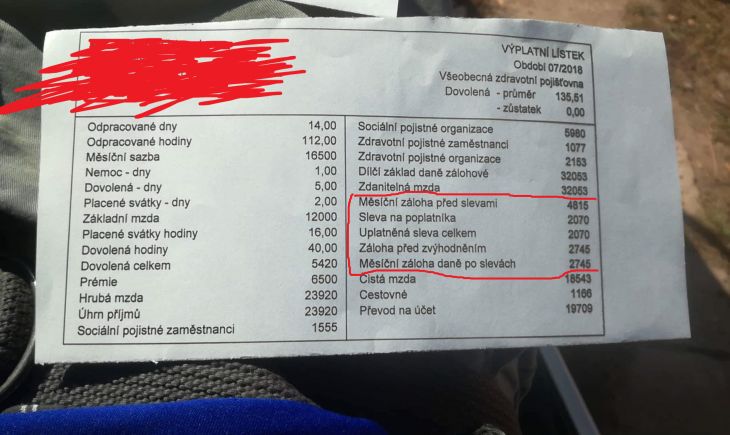 VÝPLATNÍ LÍSTEK
Období 07/2018
Všeobecná zdravotní pojišťovna
Dovolená - průměr 135,51
- zůstatek 0,00
Odpracované dny 14,00
Odpracované hodiny 112,00
Měsíční sazba 16500
Nemoc - dny 1,00
Dovolená - dny 5,00
Placené svátky - dny 2,00
Základní mzda 12000
Placené svátky hodiny 16,00
Dovolená hodiny 40,00
Dovolená celkem 5420
Prémie 6500
Hrubá mzda 23920
Úhrn příjmů 23920
Sociální pojistné zaměstnanci 1555
Sociální pojistné organizace 5980
Zdravotní pojistné zaměstnanci 1077
Zdravotní pojistné organizace 2153
Dílčí základ daně zálohové 32053
Zdanitelná mzda 32053
Měsíční záloha před slevami 4815
Sleva na poplatníka 2070
Uplatněná sleva celkem 2070
Záloha před zvýhodněním 2745
Měsíční záloha daně po slevách 2745
Čistá mzda 18543
Cestovné 1166
Převod na účet 19709